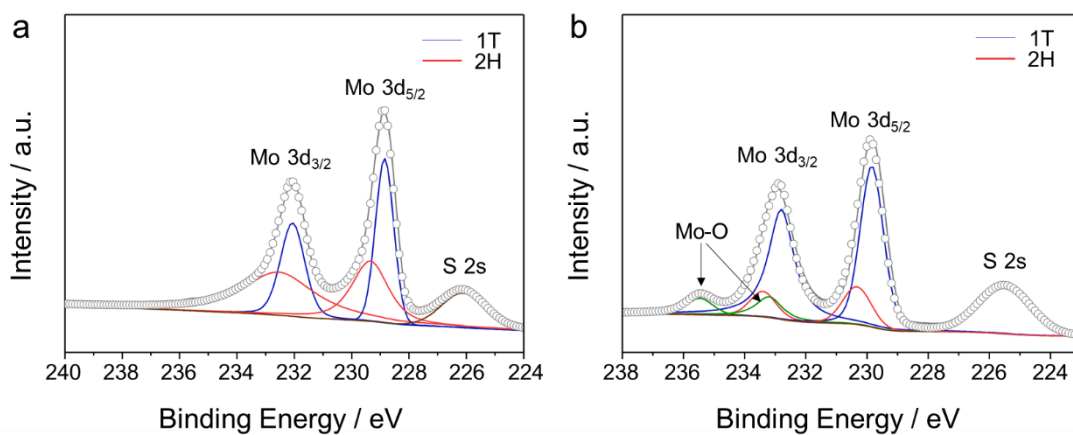 a
1T
2H
Mo 3d5/2
Mo 3d3/2
S 2s
Intensity / a.u.
240 238 236 234 232 230 228 226 224
Binding Energy / eV
b
1T
2H
Mo 3d5/2
Mo 3d3/2
Mo-O
S 2s
Intensity / a.u.
238 236 234 232 230 228 226 224
Binding Energy / eV